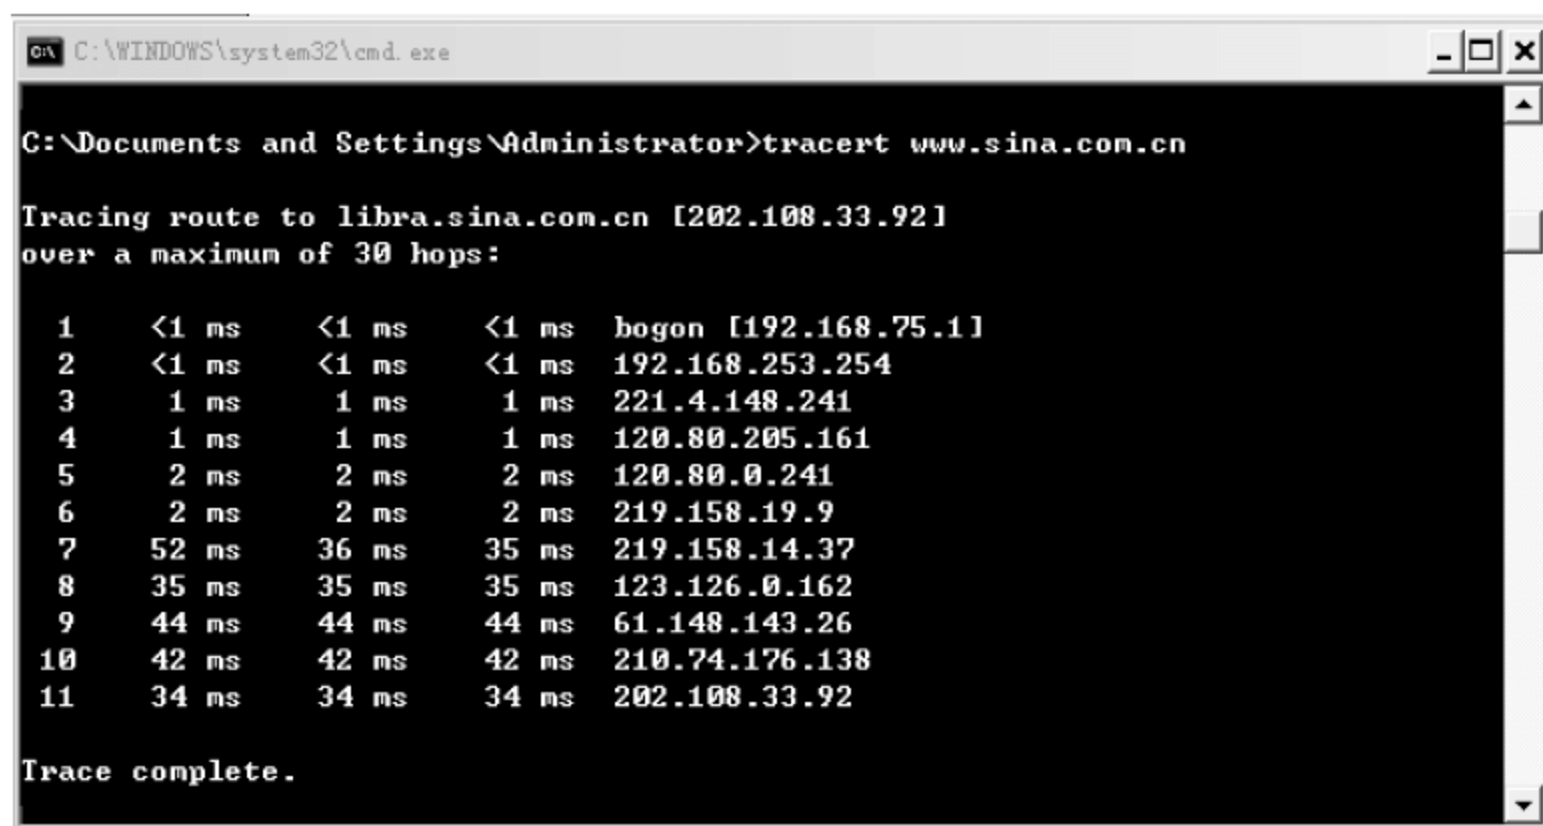 C:\WINDOWS\system32\cmd.exe
C:\Documents and Settings\Administrator>tracert www.sina.com.cn
Tracing route to libra.sina.com.cn [202.108.33.92]
over a maximum of 30 hops:
1 <1 ms <1 ms <1 ms bogon [192.168.75.1]
2 <1 ms <1 ms <1 ms 192.168.253.254
3 1 ms 1 ms 1 ms 221.4.148.241
4 1 ms 1 ms 1 ms 120.80.205.161
5 2 ms 2 ms 2 ms 120.80.0.241
6 2 ms 2 ms 2 ms 219.158.19.9
7 52 ms 36 ms 35 ms 219.158.14.37
8 35 ms 35 ms 35 ms 123.126.0.162
9 44 ms 44 ms 44 ms 61.148.143.26
10 42 ms 42 ms 42 ms 210.74.176.138
11 34 ms 34 ms 34 ms 202.108.33.92
Trace complete.